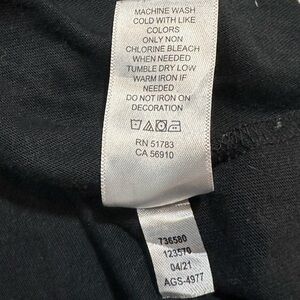 MACHINE WASH
COLD WITH LIKE
COLORS
ONLY NON
CHLORINE BLEACH
WHEN NEEDED
TUMBLE DRY LOW
WARM IRON IF
NEEDED
DO NOT IRON ON
DECORATION
RN 51783
CA 56910
736580
123570
04/21
AGS-4977